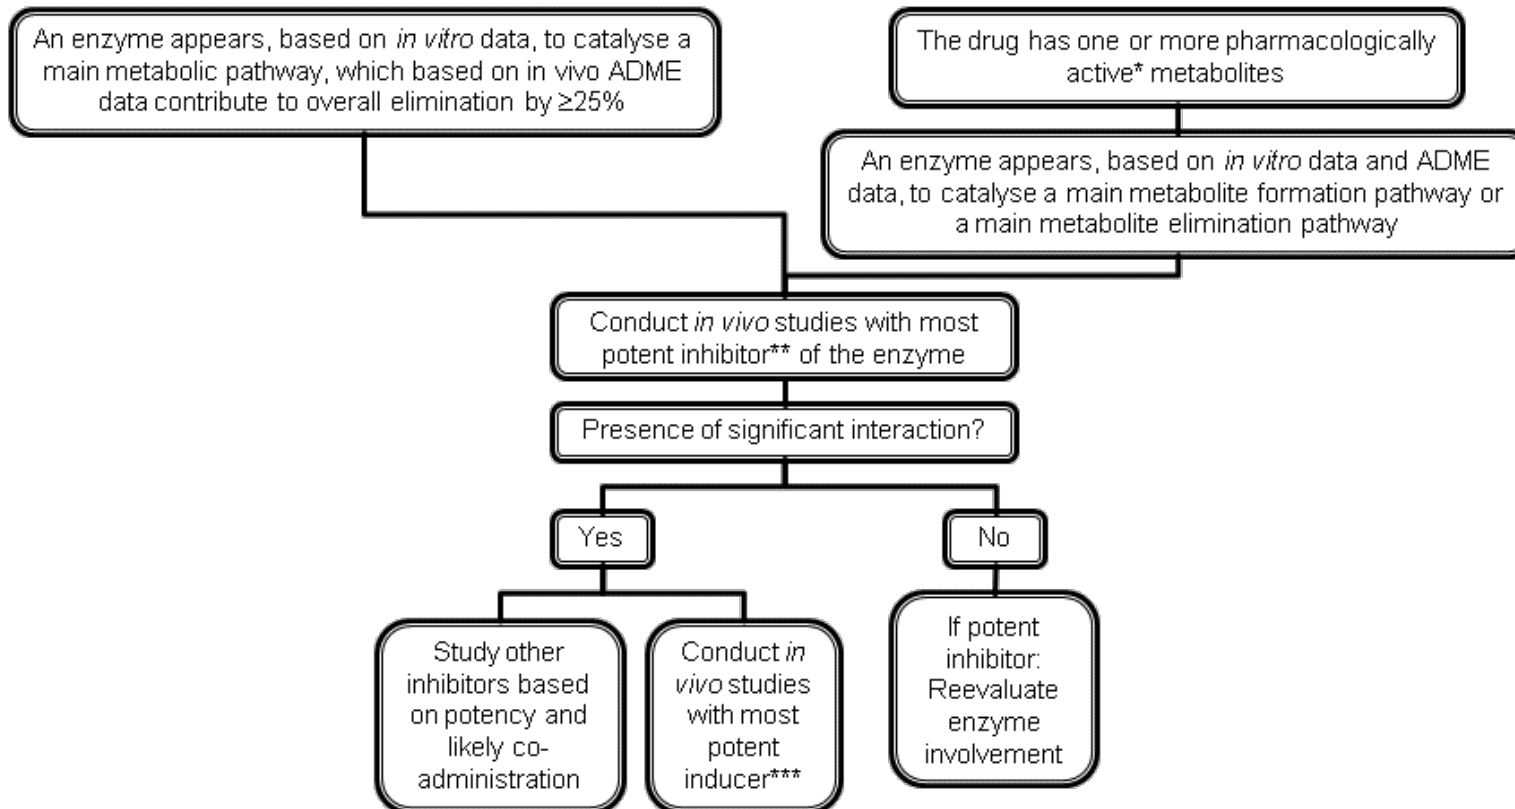 An enzyme appears, based on in vitro data, to catalyse a
main metabolic pathway, which based on in vivo ADME
data contribute to overall elimination by ≥25%
The drug has one or more pharmacologically
active* metabolites
An enzyme appears, based on in vitro data and ADME
data, to catalyse a main metabolite formation pathway or
a main metabolite elimination pathway
Conduct in vivo studies with most
potent inhibitor** of the enzyme
Presence of significant interaction?
Yes
No
Study other
inhibitors based
on potency and
likely co-
administration
Conduct in
vivo studies
with most
potent
inducer***
If potent
inhibitor:
Reevaluate
enzyme
involvement